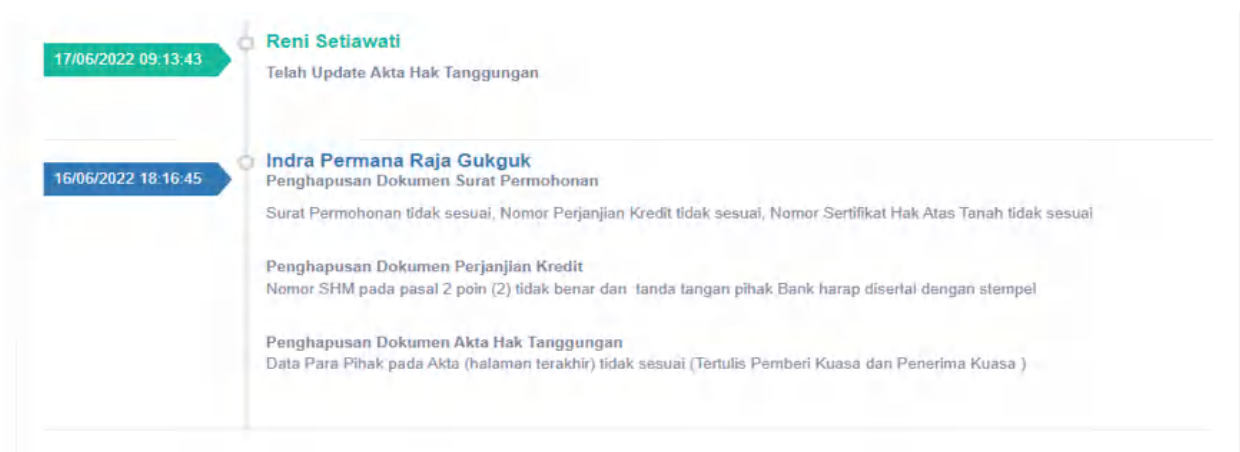 17/06/2022 09:13:43
Reni Setiawati
Telah Update Akta Hak Tanggungan
16/06/2022 18:16:45
Indra Permana Raja Gukguk
Penghapusan Dokumen Surat Permohonan
Surat Permohonan tidak sesuai, Nomor Perjanjian Kredit tidak sesuai, Nomor Sertifikat Hak Atas Tanah tidak sesuai
Penghapusan Dokumen Perjanjian Kredit
Nomor SHM pada pasal 2 poin (2) tidak benar dan tanda tangan pihak Bank harap disertai dengan stempel
Penghapusan Dokumen Akta Hak Tanggungan
Data Para Pihak pada Akta (halaman terakhir) tidak sesuai (Tertulis Pemberi Kuasa dan Penerima Kuasa )